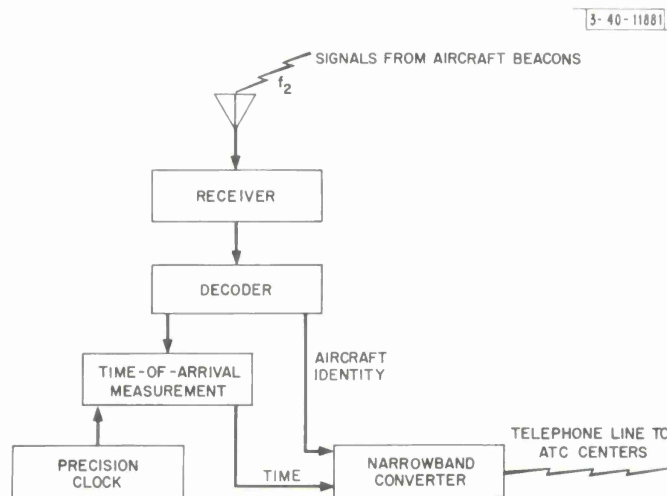 3-40-11881
SIGNALS FROM AIRCRAFT BEACONS
f2
RECEIVER
DECODER
AIRCRAFT
IDENTITY
TIME-OF-ARRIVAL
MEASUREMENT
TELEPHONE LINE TO
ATC CENTERS
PRECISION
CLOCK
TIME
NARROWBAND
CONVERTER